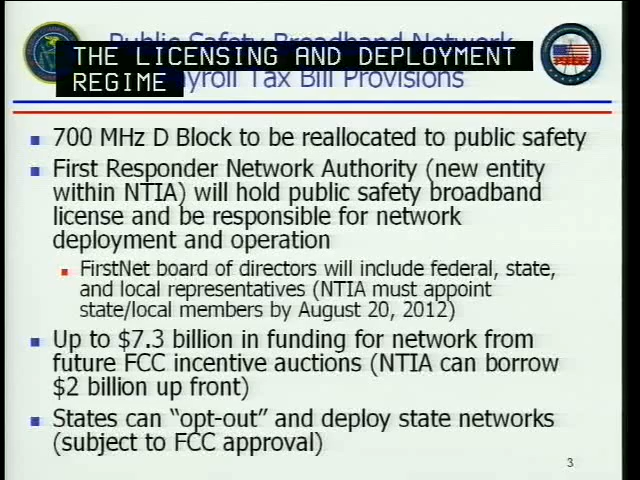 Public Safety Broadband Network
THE LICENSING AND DEPLOYMENT
REGIME
ayroll Tax Bill Provisions
700 MHz D Block to be reallocated to public safety
First Responder Network Authority (new entity
within NTIA) will hold public safety broadband
license and be responsible for network
deployment and operation
FirstNet board of directors will include federal, state,
and local representatives (NTIA must appoint
state/local members by August 20, 2012)
Up to $7.3 billion in funding for network from
future FCC incentive auctions (NTIA can borrow
$2 billion up front)
States can “opt-out” and deploy state networks
(subject to FCC approval)
3